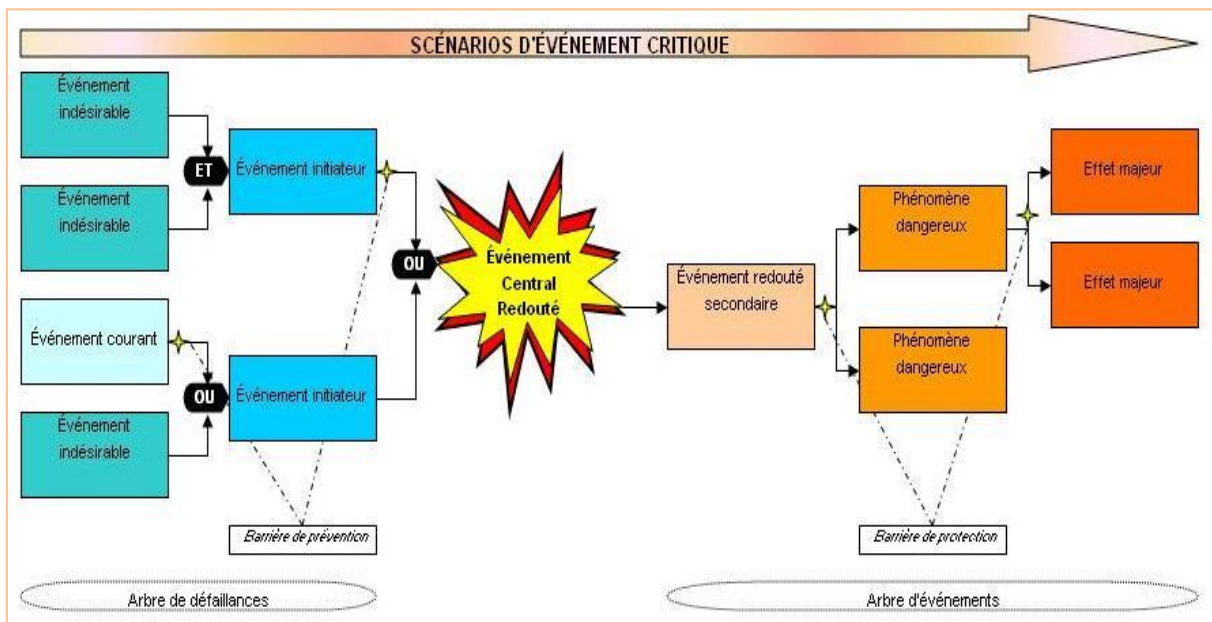 SCÉNARIOS D'ÉVÉNEMENT CRITIQUE
Événement
indésirable
Événement
indésirable
ET
Événement initiateur
Événement courant
Événement
indésirable
OU
Événement initiateur
OU
Événement
Central
Redouté
Événement redouté
secondaire
Phénomène
dangereux
Phénomène
dangereux
Effet majeur
Effet majeur
Barrière de prévention
Barrière de protection
Arbre de défaillances
Arbre d'événements